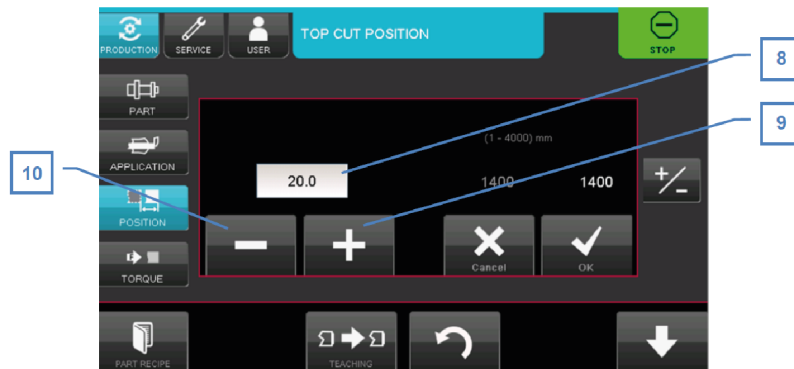 PRODUCTION
SERVICE
USER
TOP CUT POSITION
STOP
8
PART
9
(1 - 4000) mm
APPLICATION
10
20.0
1400
1400
+/-
POSITION
Cancel
OK
TORQUE
PART RECIPE
TEACHING